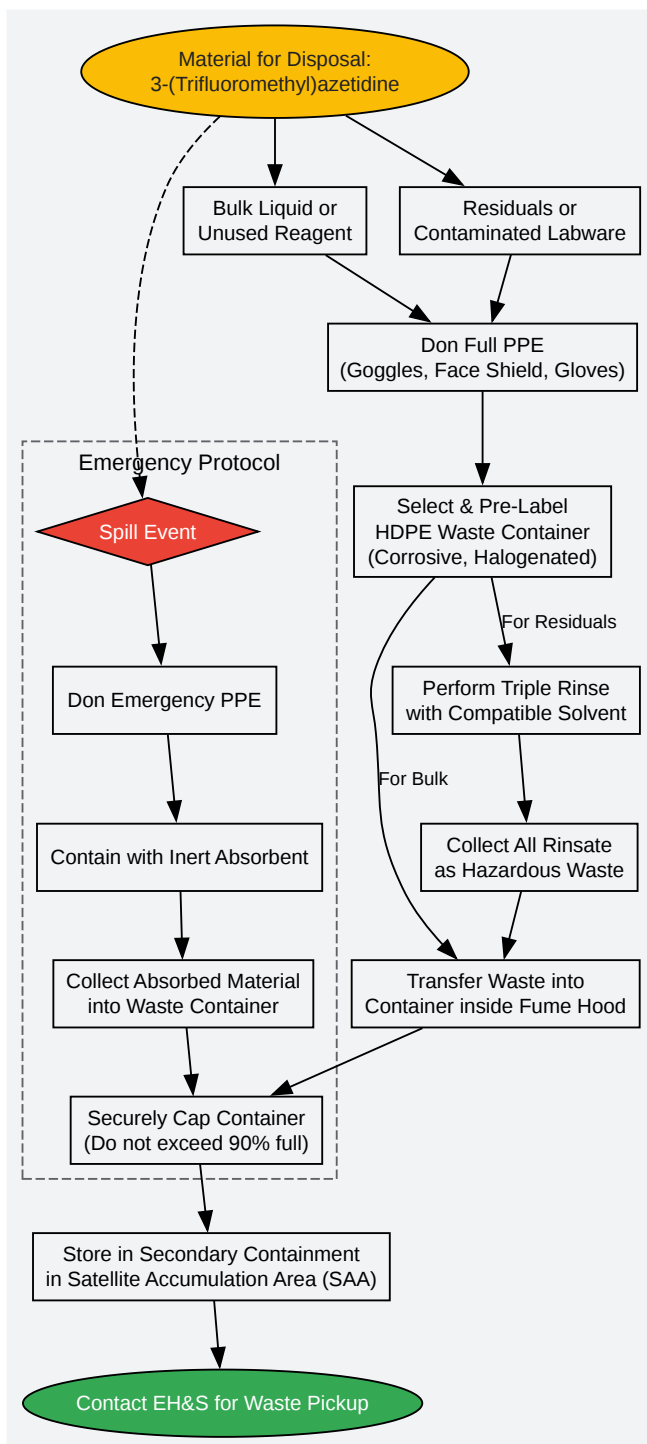 Material for Disposal:
3-(Trifluoromethyl)azetidine
Bulk Liquid or
Unused Reagent
Residuals or
Contaminated Labware
Don Full PPE
(Goggles, Face Shield, Gloves)
Emergency Protocol
Spill Event
Select & Pre-Label
HDPE Waste Container
(Corrosive, Halogenated)
For Residuals
Don Emergency PPE
Perform Triple Rinse
with Compatible Solvent
For Bulk
Contain with Inert Absorbent
Collect All Rinsate
as Hazardous Waste
Collect Absorbed Material
into Waste Container
Transfer Waste into
Container inside Fume Hood
Securely Cap Container
(Do not exceed 90% full)
Store in Secondary Containment
in Satellite Accumulation Area (SAA)
Contact EH&S for Waste Pickup